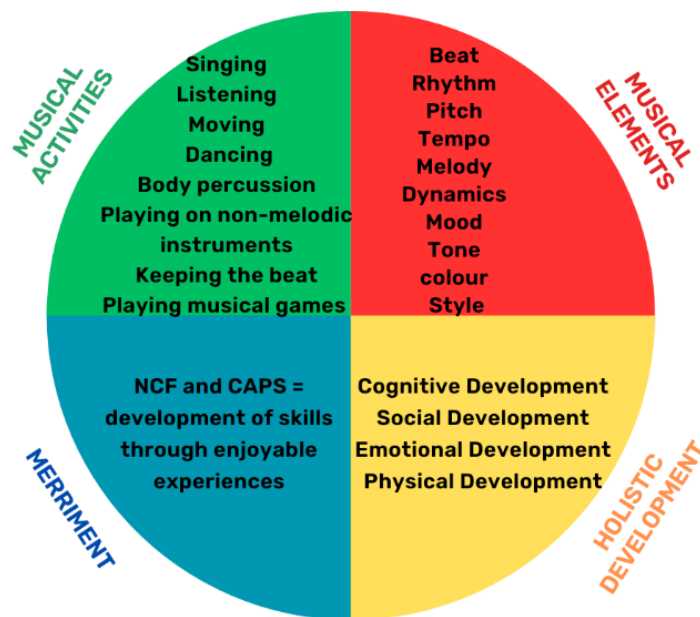 MUSICAL
ACTIVITIES
Singing
Listening
Moving
Dancing
Body percussion
Playing on non-melodic
instruments
Keeping the beat
Playing musical games
MUSICAL
ELEMENTS
Beat
Rhythm
Pitch
Tempo
Melody
Dynamics
Mood
Tone
colour
Style
MERRIMENT
NCF and CAPS =
development of skills
through enjoyable
experiences
HOLISTIC
DEVELOPMENT
Cognitive Development
Social Development
Emotional Development
Physical Development